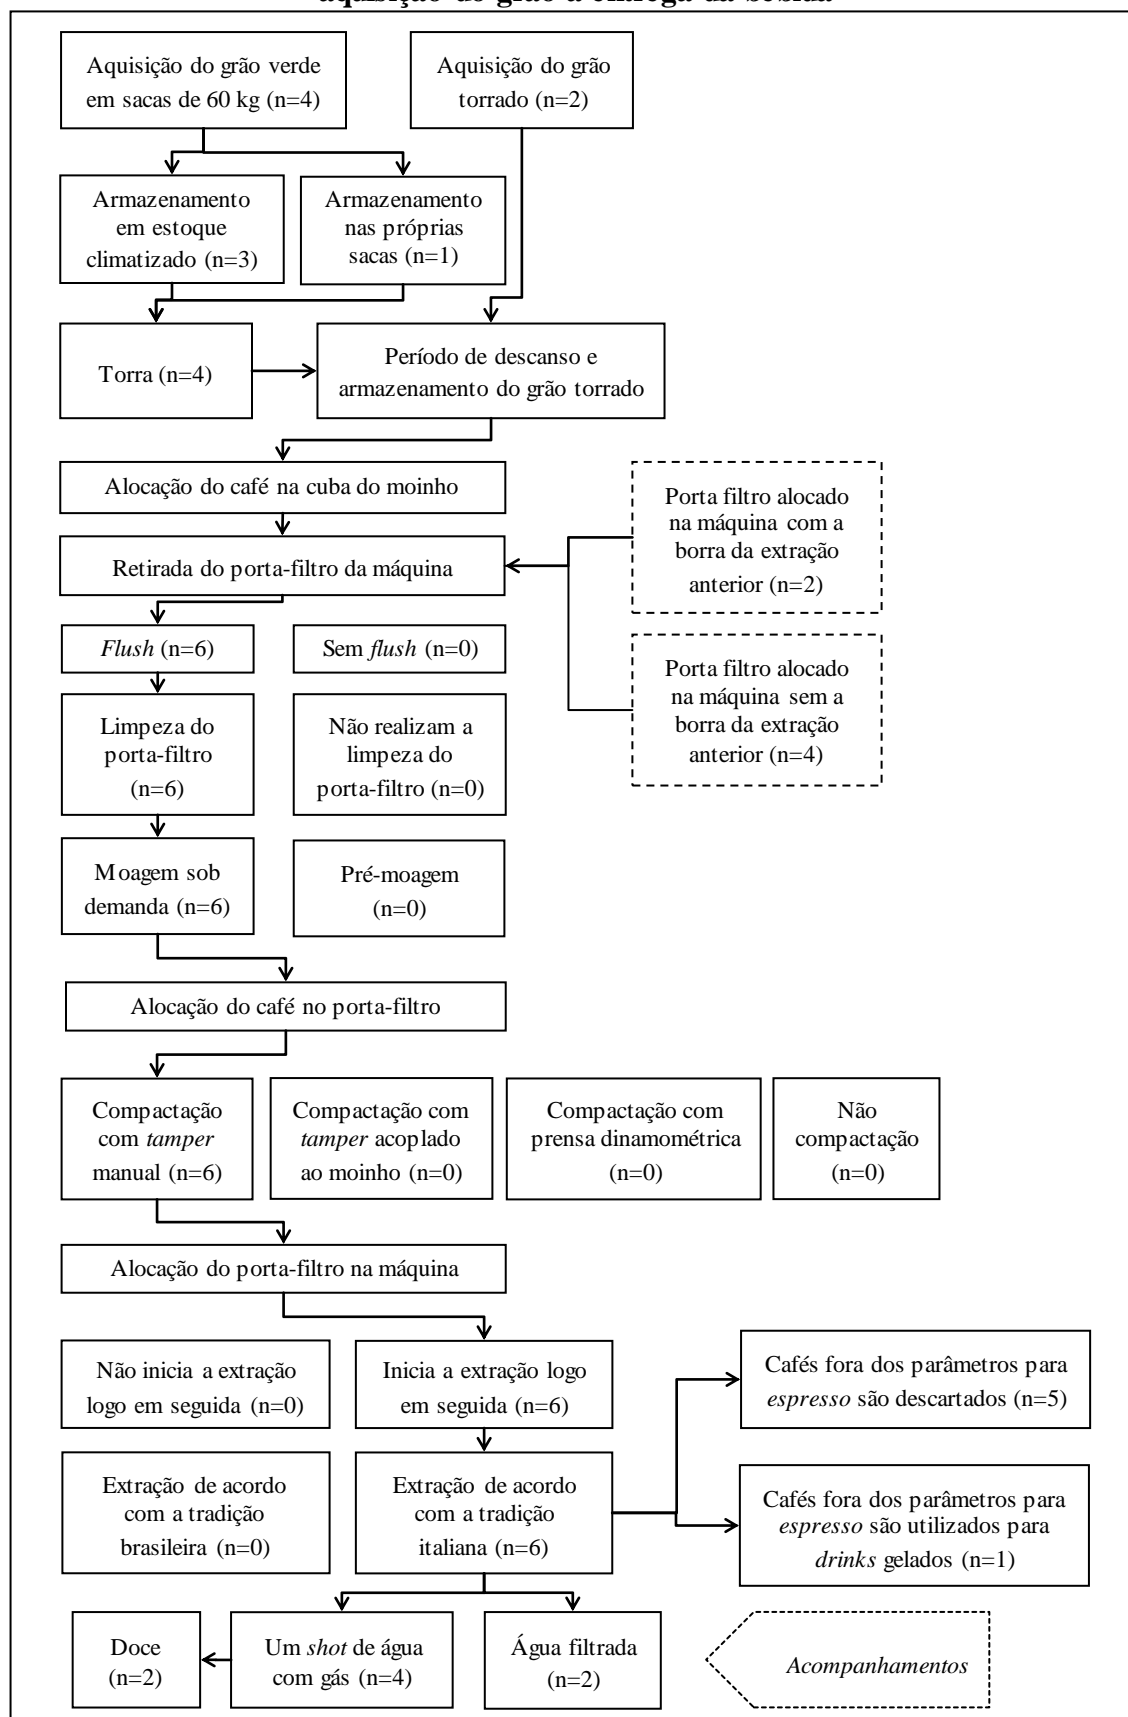 aquisição do grão à entrega da bebida
Aquisição do grão verde
em sacas de 60 kg (n=4)
Aquisição do grão
torrado (n=2)
Armazenamento
em estoque
climatizado (n=3)
Armazenamento
nas próprias
sacas (n=1)
Torra (n=4)
Período de descanso e
armazenamento do grão torrado
Alocação do café na cuba do moinho
Porta filtro alocado
na máquina com a
borra da extração
anterior (n=2)
Retirada do porta-filtro da máquina
Flush (n=6)
Sem flush (n=0)
Porta filtro alocado
na máquina sem a
borra da extração
anterior (n=4)
Limpeza do
porta-filtro
(n=6)
Não realizam a
limpeza do
porta-filtro (n=0)
Moagem sob
demanda (n=6)
Pré-moagem
(n=0)
Alocação do café no porta-filtro
Compactação
com tamper
manual (n=6)
Compactação com
tamper acoplado
ao moinho (n=0)
Compactação com
prensa dinamométrica
(n=0)
Não
compactação
(n=0)
Alocação do porta-filtro na máquina
Não inicia a extração
logo em seguida (n=0)
Inicia a extração logo
em seguida (n=6)
Cafés fora dos parâmetros para
espresso são descartados (n=5)
Extração de acordo
com a tradição
brasileira (n=0)
Extração de acordo
com a tradição
italiana (n=6)
Cafés fora dos parâmetros para
espresso são utilizados para
drinks gelados (n=1)
Doce
(n=2)
Um shot de água
com gás (n=4)
Água filtrada
(n=2)
Acompanhamentos